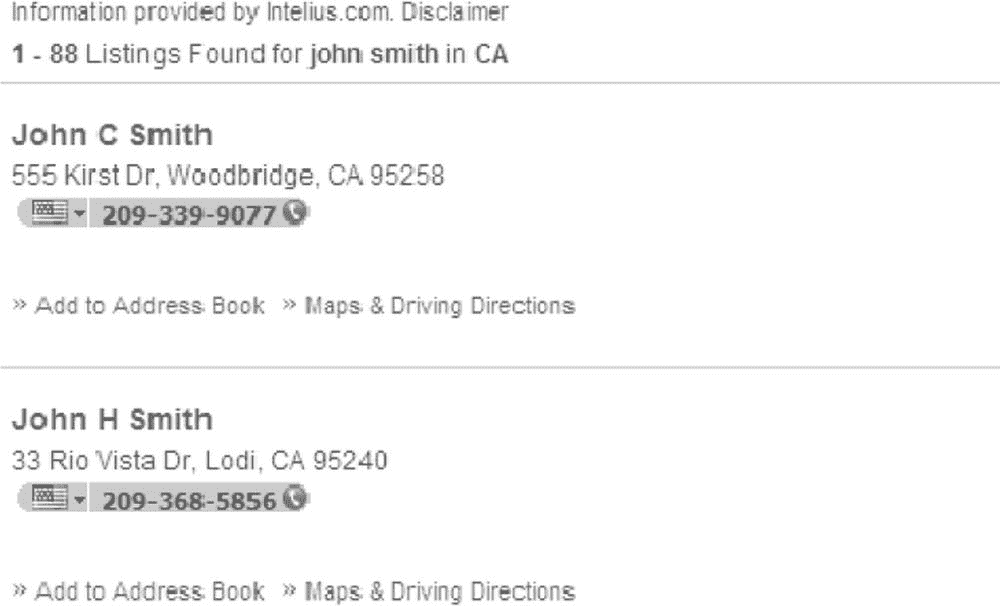 Information provided by Intelius.com. Disclaimer
1 - 88 Listings Found for john smith in CA
John C Smith
555 Kirst Dr, Woodbridge, CA 95258
209-339-9077
» Add to Address Book » Maps & Driving Directions
John H Smith
33 Rio Vista Dr, Lodi, CA 95240
209-368-5856
» Add to Address Book » Maps & Driving Directions